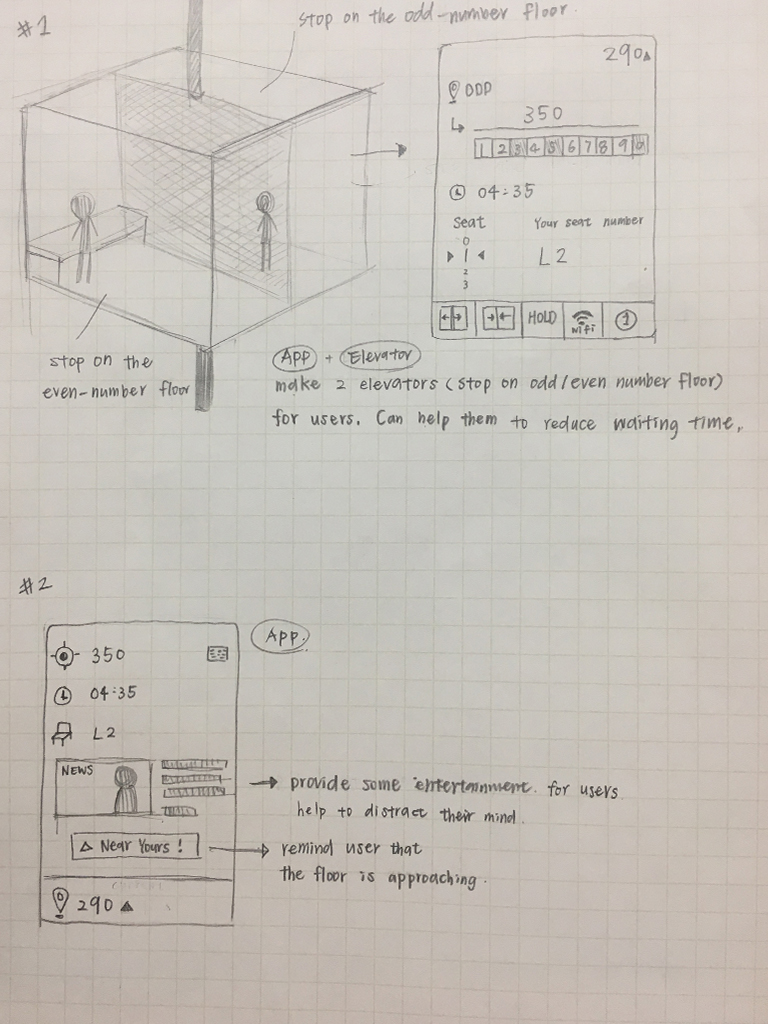 #1
stop on the odd-number floor.
290▲
DDP
↳ 350
1 2 3 4 5 6 7 8 9 0
04:35
Seat Your seat number
0
▶ 1 ◀ L2
2
3
HOLD WiFi 1
stop on the
even-number floor
App + Elevator
make 2 elevators (stop on odd/even number floor)
for users. Can help them to reduce waiting time.
#2
App.
350
04:35
L2
NEWS
→ provide some entertainment. for users
help to distract their mind.
△ Near Yours!
→ remind user that
the floor is approaching.
290▲